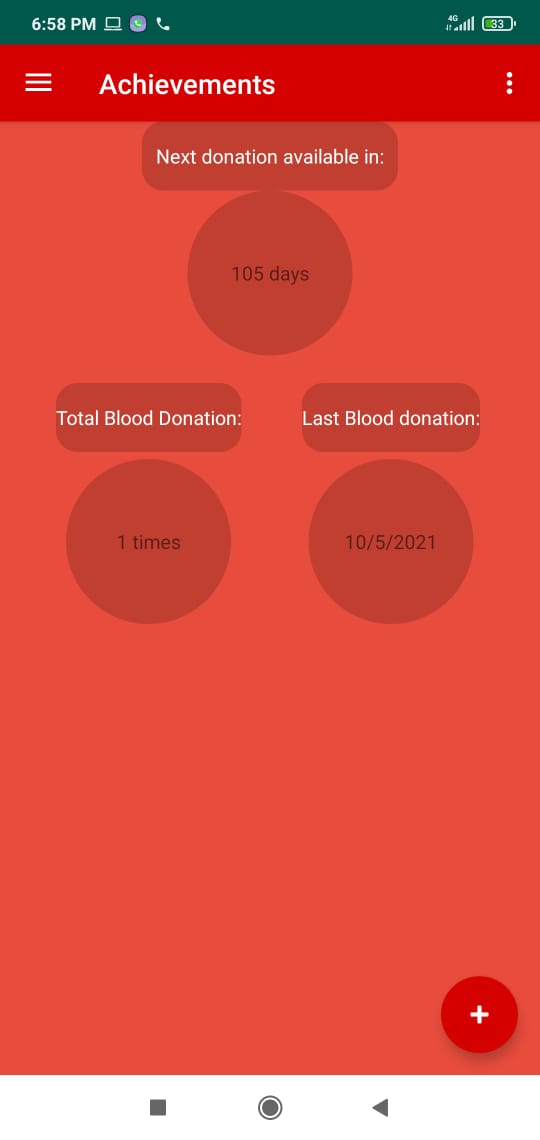 6:58 PM
4G
33
Achievements
Next donation available in:
105 days
Total Blood Donation:
Last Blood donation:
1 times
10/5/2021
+